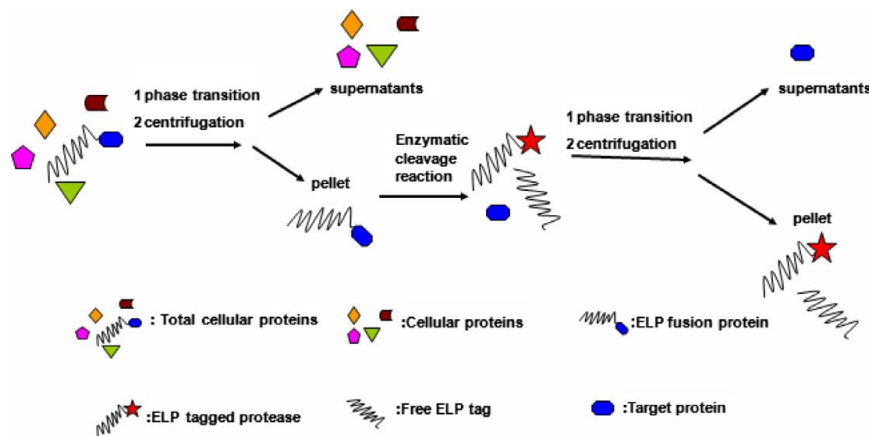 1 phase transition
2 centrifugation
supernatants
pellet
Enzymatic
cleavage
reaction
1 phase transition
2 centrifugation
supernatants
pellet
: Total cellular proteins
:Cellular proteins
:ELP fusion protein
:ELP tagged protease
:Free ELP tag
:Target protein